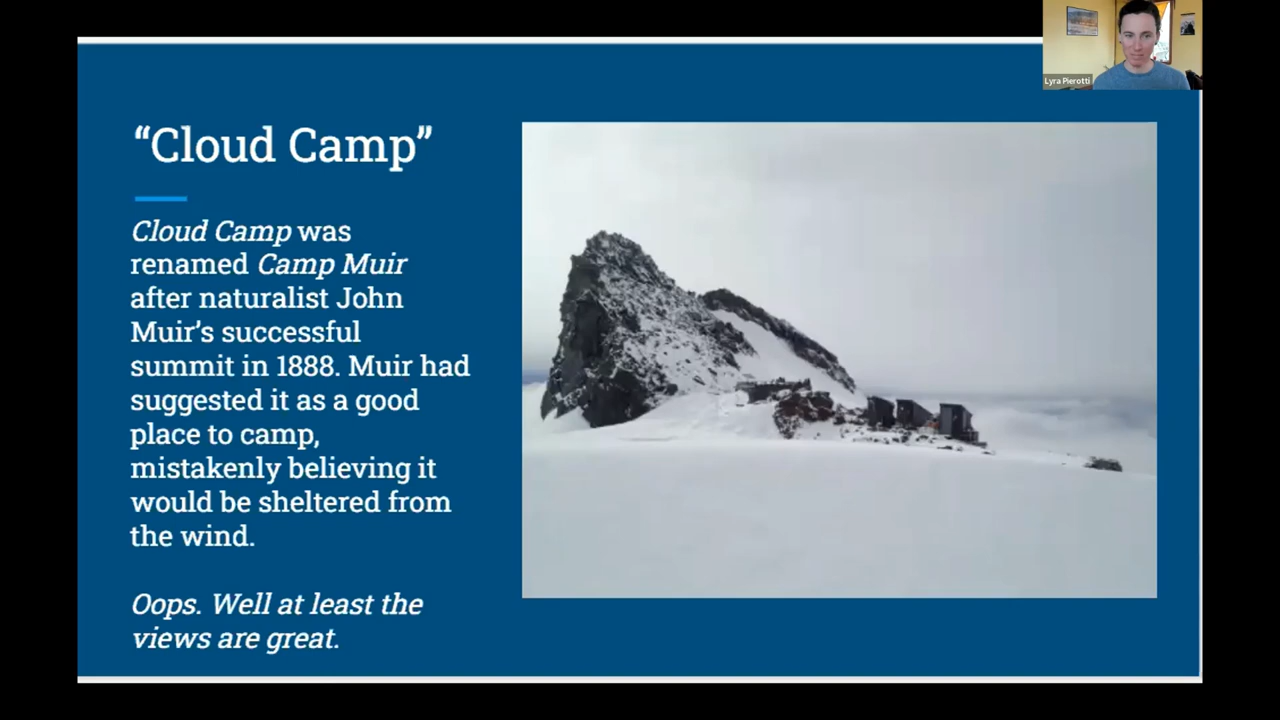 Lyra Pierotti
“Cloud Camp”
Cloud Camp was
renamed Camp Muir
after naturalist John
Muir’s successful
summit in 1888. Muir had
suggested it as a good
place to camp,
mistakenly believing it
would be sheltered from
the wind.
Oops. Well at least the
views are great.